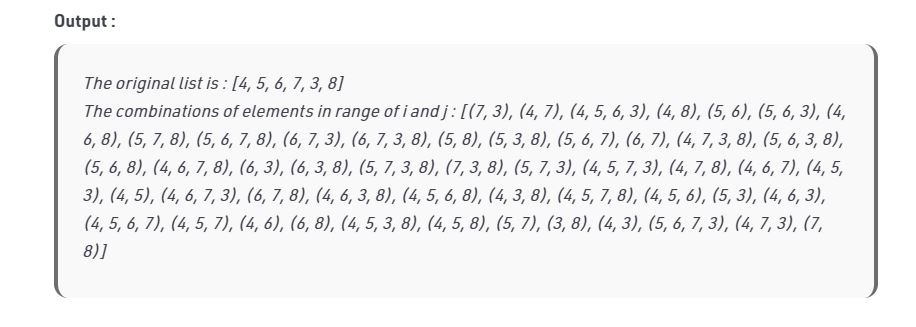 Output :
The original list is : [4, 5, 6, 7, 3, 8]
The combinations of elements in range of i and j : [(7, 3), (4, 7), (4, 5, 6, 3), (4, 8), (5, 6), (5, 6, 3), (4,
6, 8), (5, 7, 8), (5, 6, 7, 8), (6, 7, 3), (6, 7, 3, 8), (5, 8), (5, 3, 8), (5, 6, 7), (6, 7), (4, 7, 3, 8), (5, 6, 3, 8),
(5, 6, 8), (4, 6, 7, 8), (6, 3), (6, 3, 8), (5, 7, 3, 8), (7, 3, 8), (5, 7, 3), (4, 5, 7, 3), (4, 7, 8), (4, 6, 7), (4, 5,
3), (4, 5), (4, 6, 7, 3), (6, 7, 8), (4, 6, 3, 8), (4, 5, 6, 8), (4, 3, 8), (4, 5, 7, 8), (4, 5, 6), (5, 3), (4, 6, 3),
(4, 5, 6, 7), (4, 5, 7), (4, 6), (6, 8), (4, 5, 3, 8), (4, 5, 8), (5, 7), (3, 8), (4, 3), (5, 6, 7, 3), (4, 7, 3), (7,
8)]